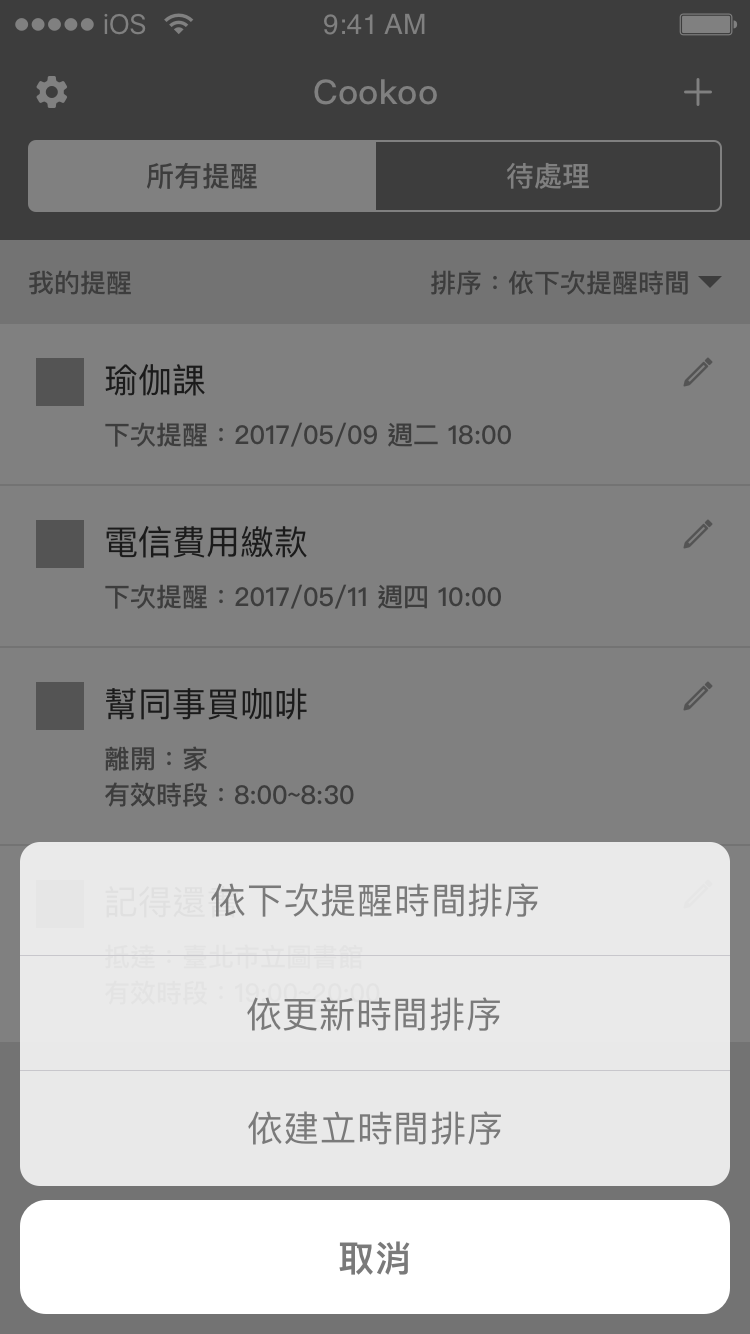 iOS 9:41 AM
Cookoo
所有提醒 待處理
我的提醒 排序：依下次提醒時間
瑜伽課
下次提醒：2017/05/09 週二 18:00
電信費用繳款
下次提醒：2017/05/11 週四 10:00
幫同事買咖啡
離開：家
有效時段：8:00~8:30
記得還
依下次提醒時間排序
抵達：臺北市立圖書館
有效時段：19:00~20:00
依更新時間排序
依建立時間排序
取消